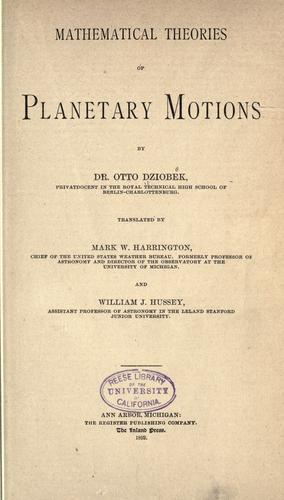 MATHEMATICAL THEORIES
OF
PLANETARY MOTIONS
BY
DR. OTTO DZIOBEK,
PRIVATDOCENT IN THE ROYAL TECHNICAL HIGH SCHOOL OF
BERLIN-CHARLOTTENBURG.
TRANSLATED BY
MARK W. HARRINGTON,
CHIEF OF THE UNITED STATES WEATHER BUREAU. FORMERLY PROFESSOR OF
ASTRONOMY AND DIRECTOR OF THE OBSERVATORY AT THE
UNIVERSITY OF MICHIGAN.
AND
WILLIAM J. HUSSEY,
ASSISTANT PROFESSOR OF ASTRONOMY IN THE LELAND STANFORD
JUNIOR UNIVERSITY.
REESE LIBRARY
OF THE
UNIVERSITY
OF
CALIFORNIA.
ANN ARBOR, MICHIGAN:
THE REGISTER PUBLISHING COMPANY.
The Inland Press.
1892.